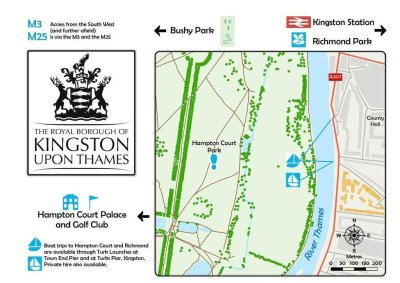 M3
M25
Access from the South West
(and further afield)
is via the M3 and the M25
Bushy Park
Kingston Station
Richmond Park
THE ROYAL BOROUGH OF
KINGSTON
UPON THAMES
A307
County
Hall
Hampton Court
Park
Hampton Court Palace
and Golf Club
Boat trips to Hampton Court and Richmond
are available through Turk Launches at
Town End Pier and at Turks Pier, Kingston.
Private hire also available.
River Thames
N
0 50 100 150 200
Metres